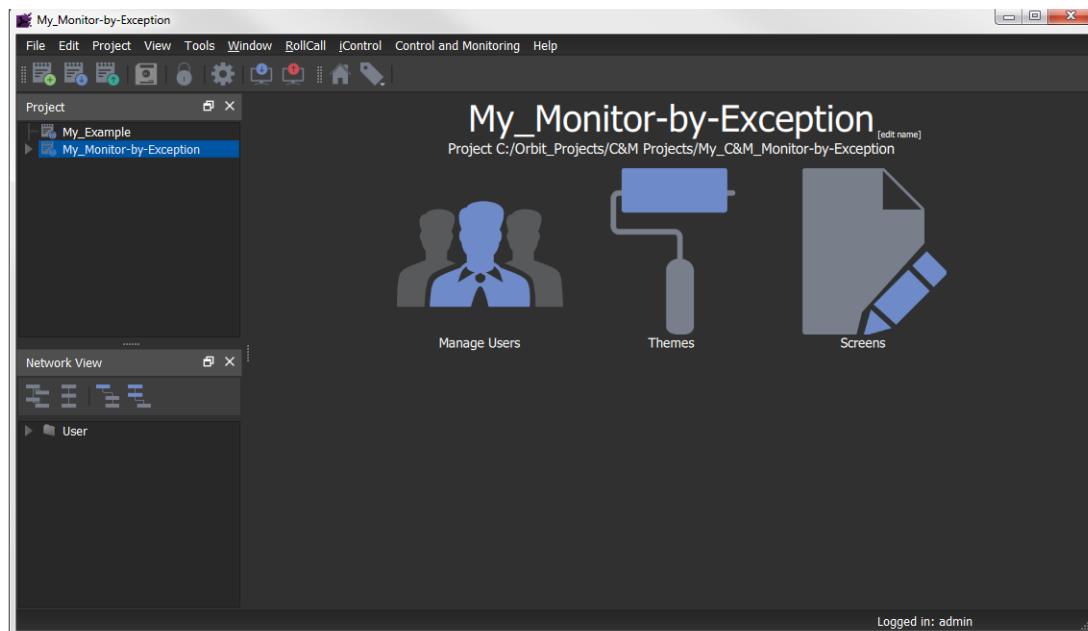 My_Monitor-by-Exception
File Edit Project View Tools Window RollCall iControl Control and Monitoring Help
Project
My_Example
My_Monitor-by-Exception
My_Monitor-by-Exception [edit name]
Project C:/Orbit_Projects/C&M Projects/My_C&M_Monitor-by-Exception
Manage Users Themes Screens
Network View
User
Logged in: admin